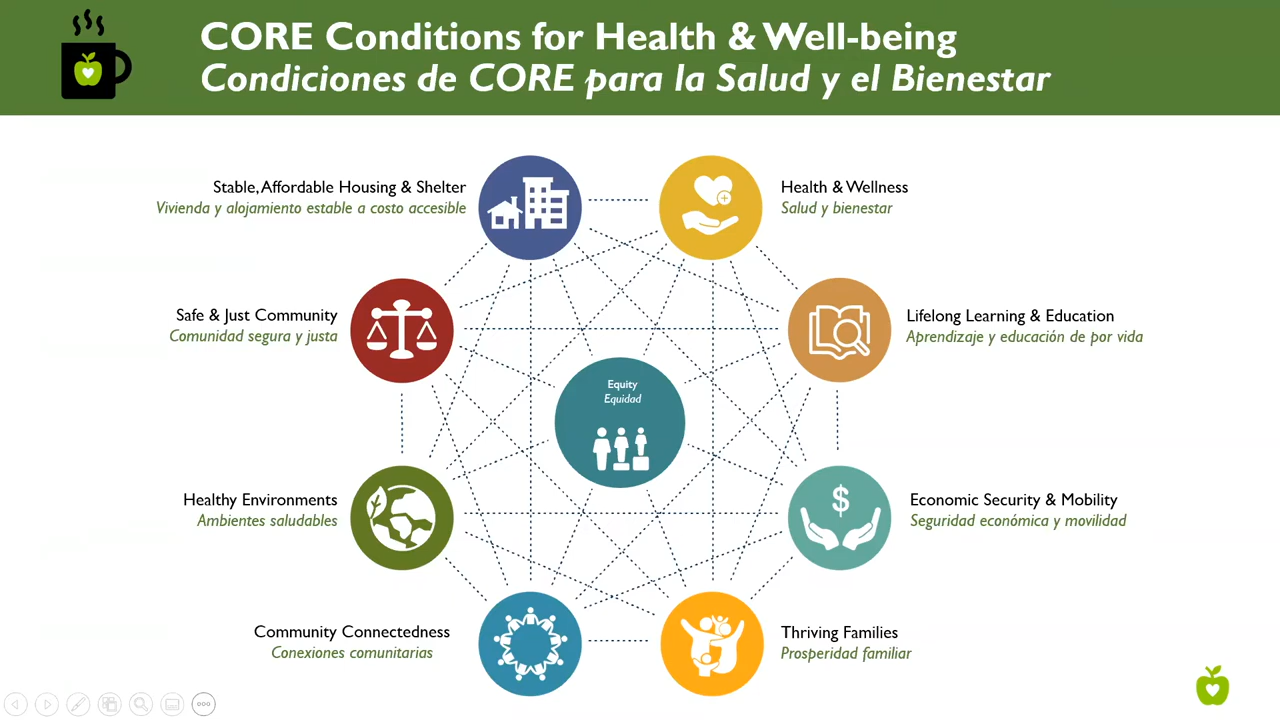 CORE Conditions for Health & Well-being
Condiciones de CORE para la Salud y el Bienestar
Stable, Affordable Housing & Shelter
Vivienda y alojamiento estable a costo accesible
Health & Wellness
Salud y bienestar
Safe & Just Community
Comunidad segura y justa
Lifelong Learning & Education
Aprendizaje y educación de por vida
Equity
Equidad
Healthy Environments
Ambientes saludables
$
Economic Security & Mobility
Seguridad económica y movilidad
Community Connectedness
Conexiones comunitarias
Thriving Families
Prosperidad familiar